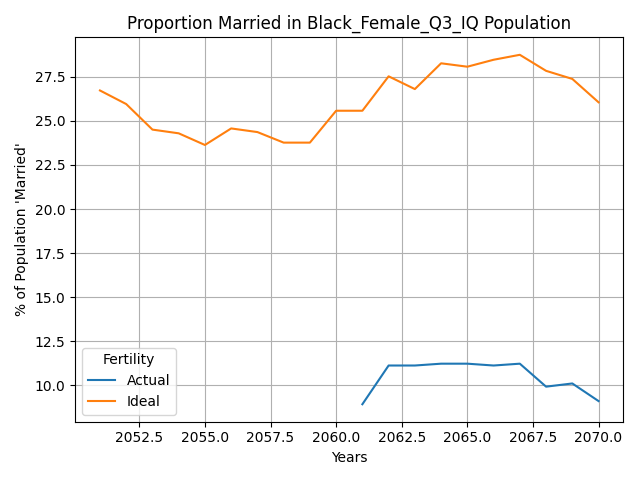 Proportion Married in Black_Female_Q3_IQ Population
% of Population 'Married'
27.5
25.0
22.5
20.0
17.5
15.0
12.5
10.0
Fertility
Actual
Ideal
2052.5 2055.0 2057.5 2060.0 2062.5 2065.0 2067.5 2070.0
Years